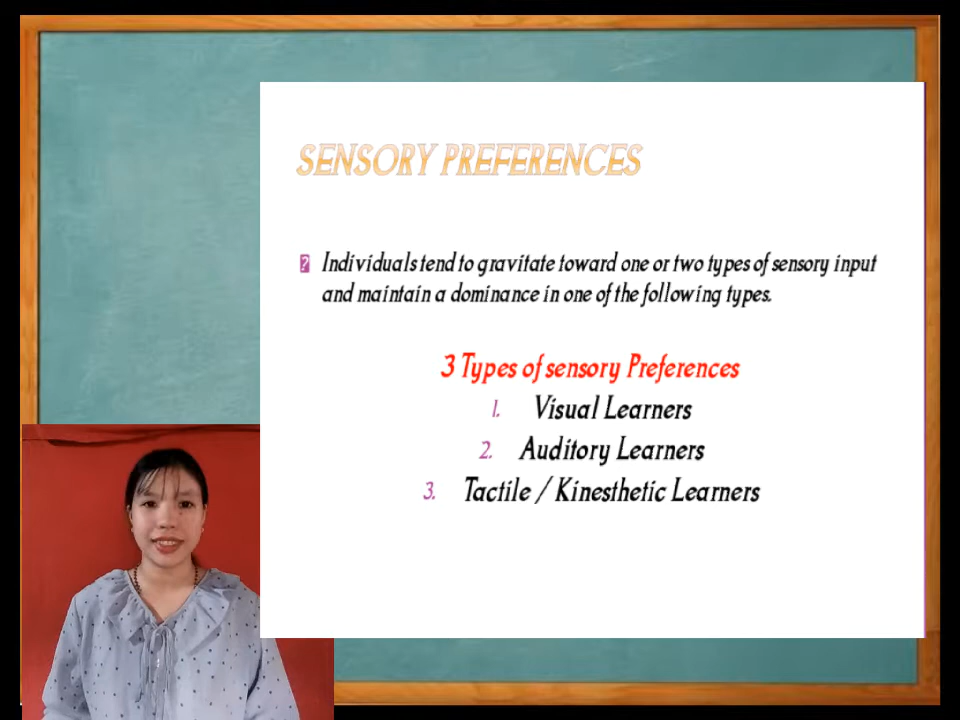 SENSORY PREFERENCES
Individuals tend to gravitate toward one or two types of sensory input
and maintain a dominance in one of the following types.
3 Types of sensory Preferences
1. Visual Learners
2. Auditory Learners
3. Tactile / Kinesthetic Learners